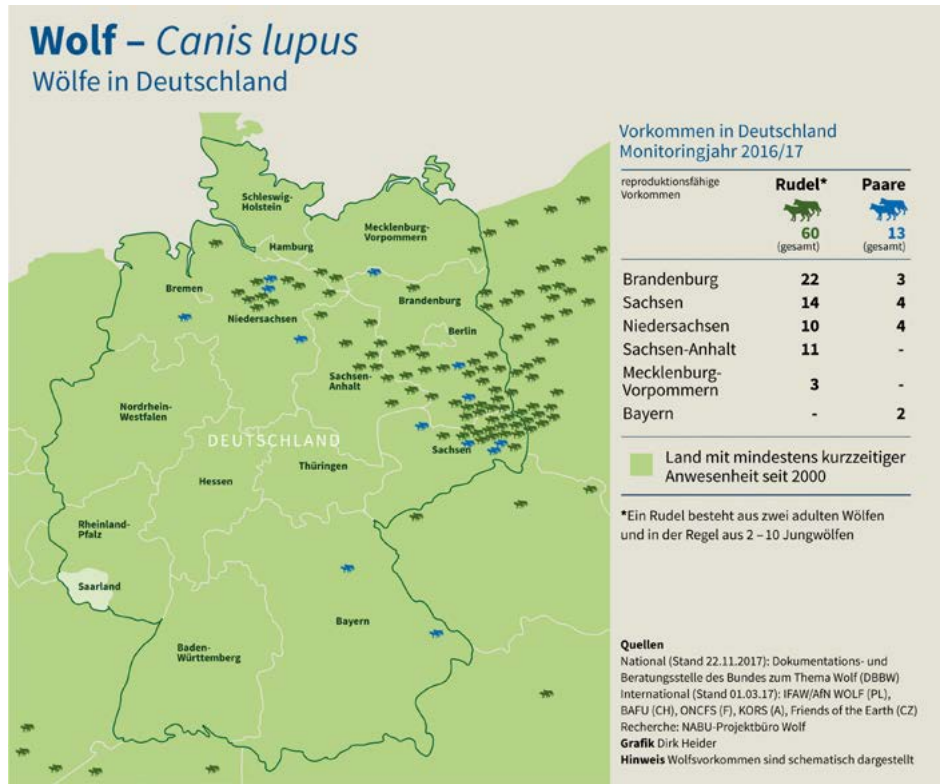 Wolf – Canis lupus
Wölfe in Deutschland
Schleswig-
Holstein
Mecklenburg-
Vorpommern
Hamburg
Bremen
Brandenburg
Niedersachsen
Berlin
Sachsen-
Anhalt
Nordrhein-
Westfalen
DEUTSCHLAND
Sachsen
Thüringen
Hessen
Rheinland-
Pfalz
Saarland
Bayern
Baden-
Württemberg
Vorkommen in Deutschland
Monitoringjahr 2016/17
reproduktionsfähige
Vorkommen
Rudel* Paare
60 13
(gesamt) (gesamt)
Brandenburg 22 3
Sachsen 14 4
Niedersachsen 10 4
Sachsen-Anhalt 11 -
Mecklenburg-
Vorpommern 3 -
Bayern - 2
Land mit mindestens kurzzeitiger
Anwesenheit seit 2000
*Ein Rudel besteht aus zwei adulten Wölfen
und in der Regel aus 2 – 10 Jungwölfen
Quellen
National (Stand 22.11.2017): Dokumentations- und
Beratungsstelle des Bundes zum Thema Wolf (DBBW)
International (Stand 01.03.17): IFAW/AfN WOLF (PL),
BAFU (CH), ONCFS (F), KORS (A), Friends of the Earth (CZ)
Recherche: NABU-Projektbüro Wolf
Grafik Dirk Heider
Hinweis Wolfsvorkommen sind schematisch dargestellt